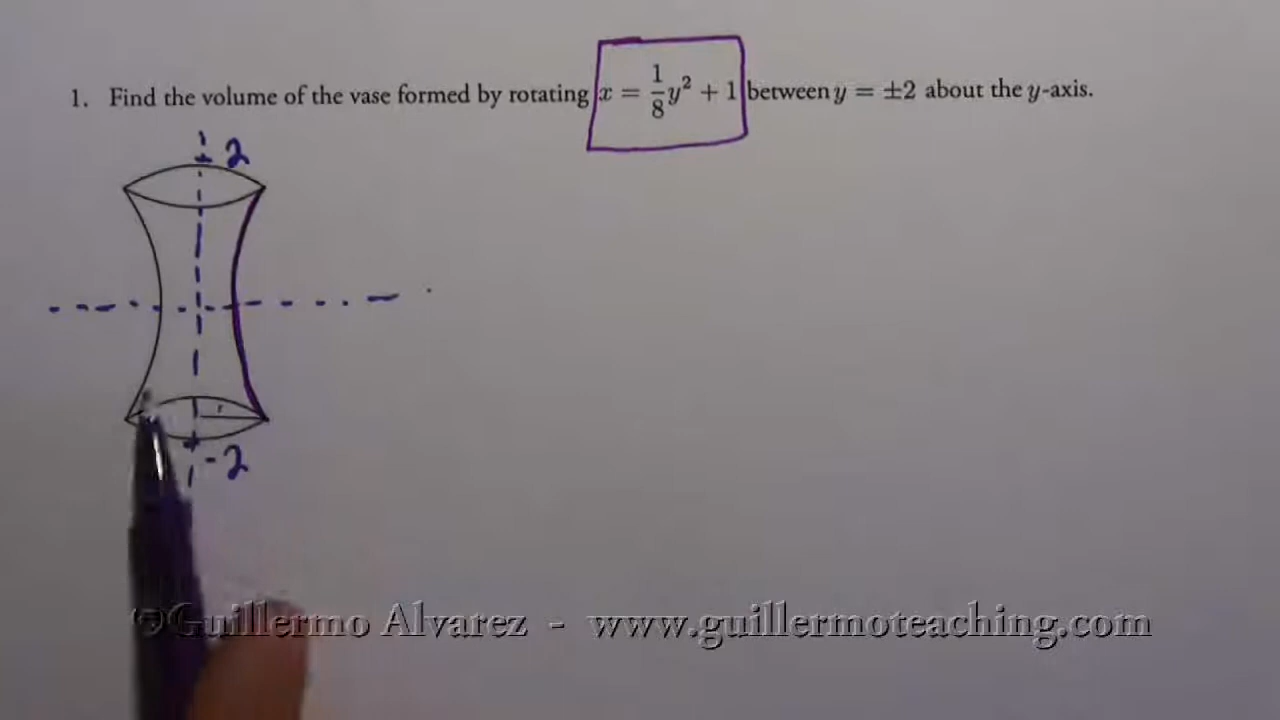 1. Find the volume of the vase formed by rotating x = 1/8 y² + 1 between y = ±2 about the y-axis.
2
r
-2
©Guillermo Alvarez - www.guillermoteaching.com